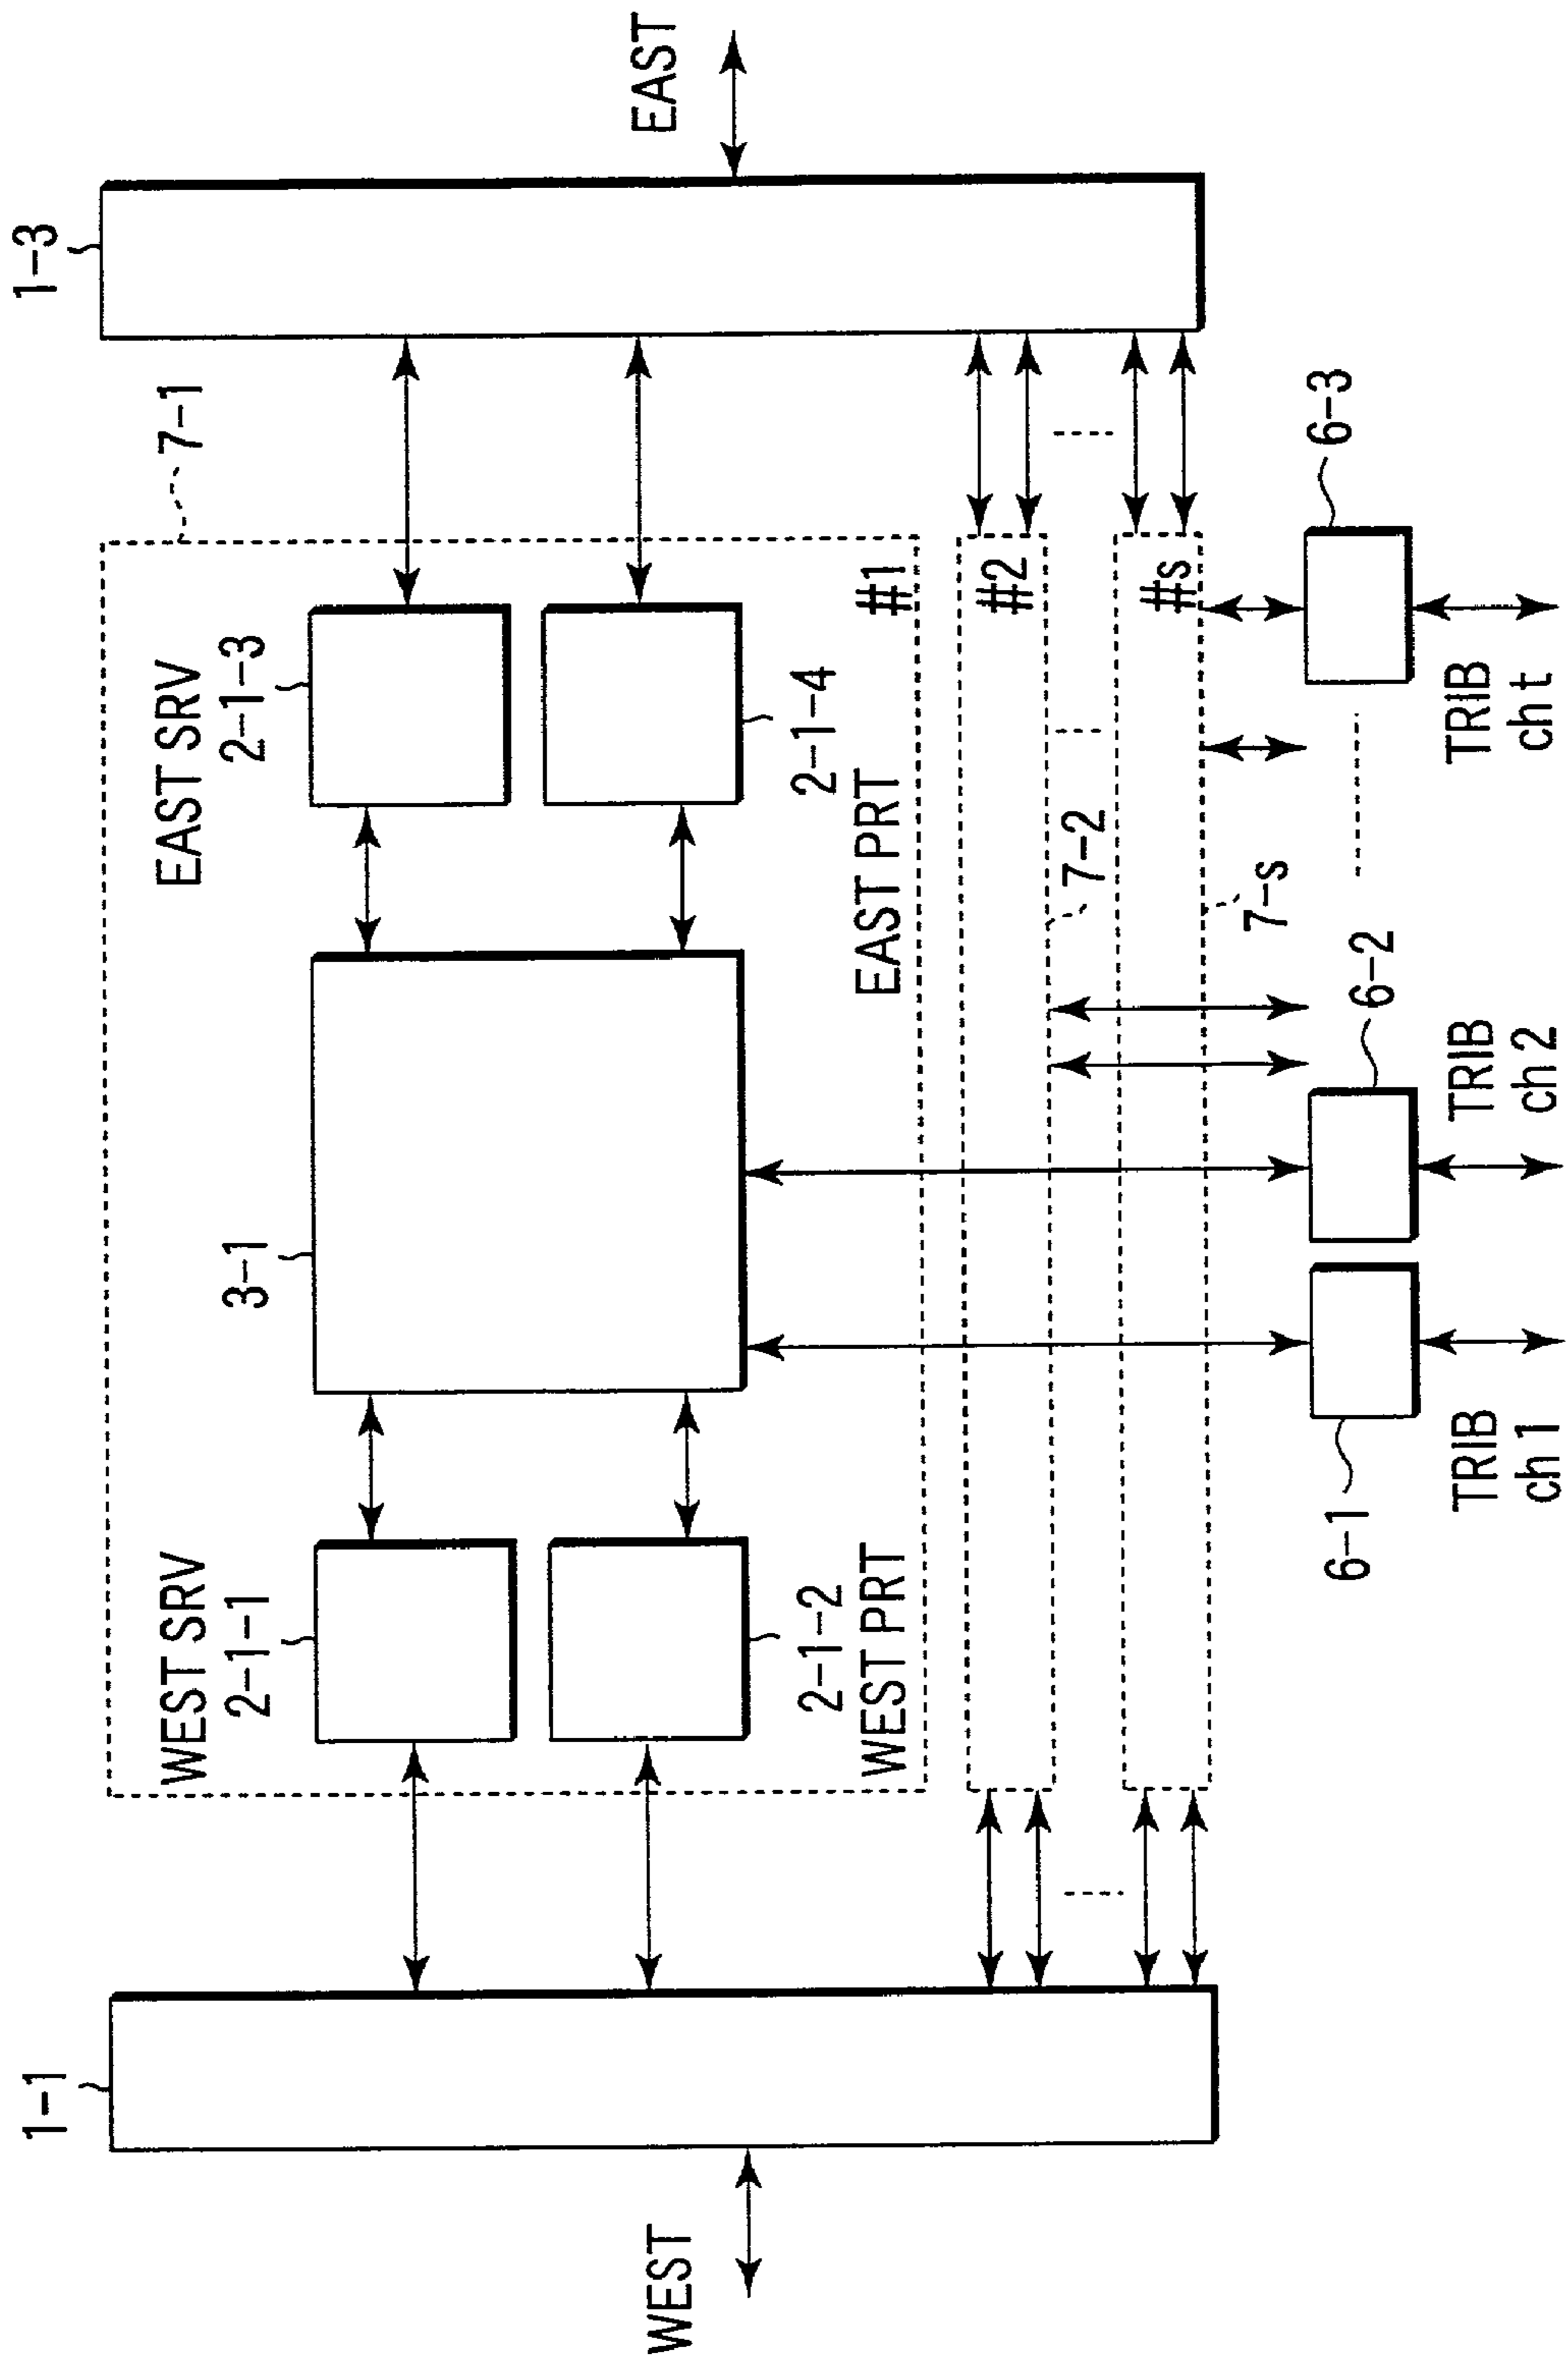 1-1
1-3
7-1
WEST SRV
2-1-1
3-1
EAST SRV
2-1-3
WEST
EAST
2-1-2
WEST PRT
2-1-4
EAST PRT
#1
#2
7-2
#s
7-s
6-1
6-2
6-3
TRIB
ch 1
TRIB
ch 2
TRIB
ch t